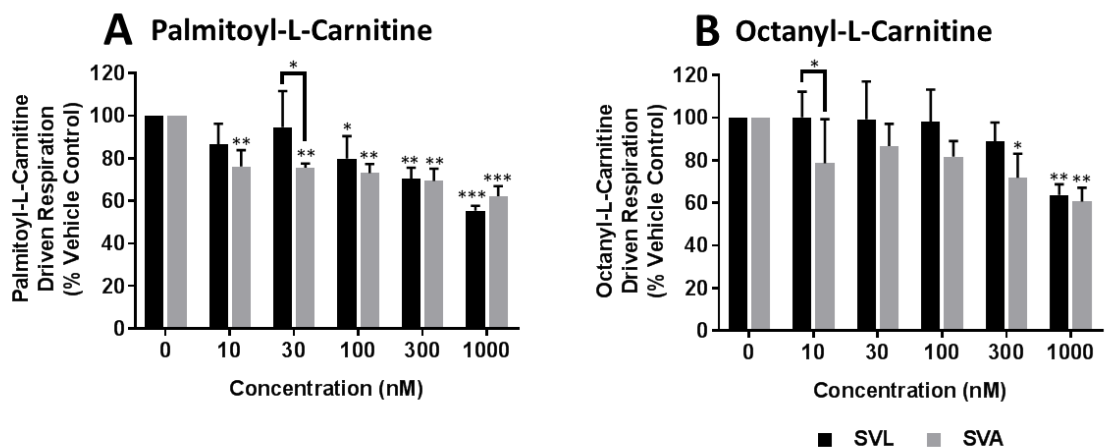 A Palmitoyl-L-Carnitine
Palmitoyl-L-Carnitine
Driven Respiration
(% Vehicle Control)
120
100
80
60
40
20
0
*
** ** * ** ** ** *** ***
0 10 30 100 300 1000
Concentration (nM)
B Octanyl-L-Carnitine
Octanyl-L-Carnitine
Driven Respiration
(% Vehicle Control)
120
100
80
60
40
20
0
*
* ** **
0 10 30 100 300 1000
Concentration (nM)
SVL SVA